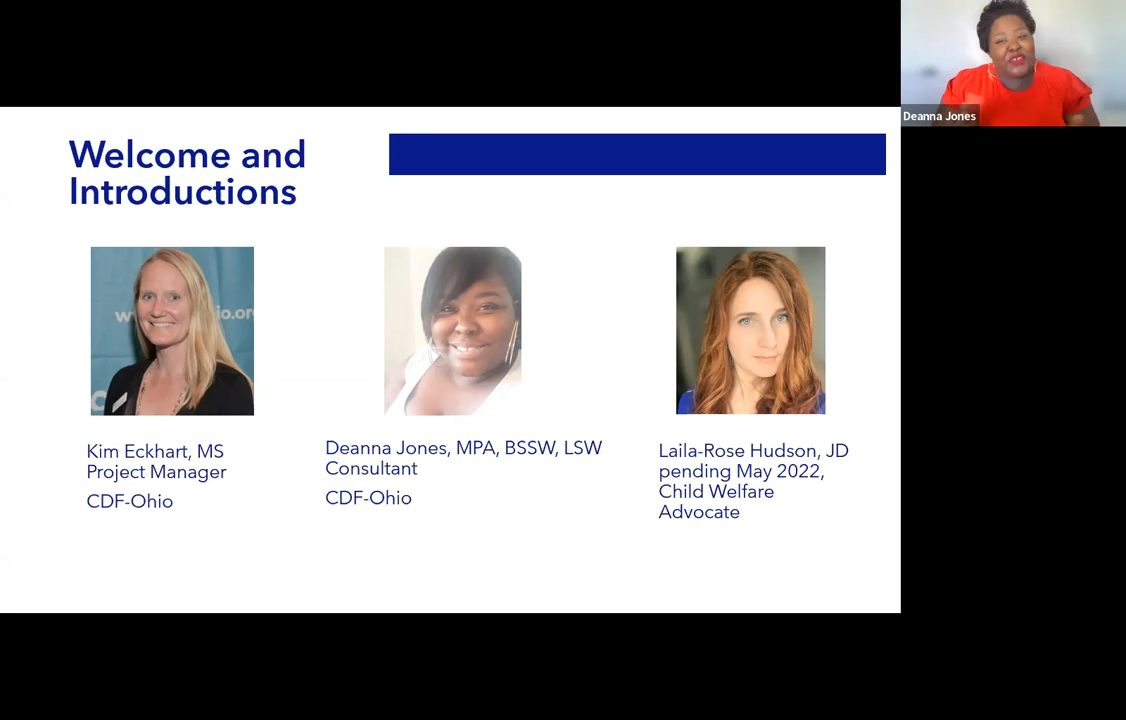 Deanna Jones
Welcome and
Introductions
Kim Eckhart, MS
Project Manager
CDF-Ohio
Deanna Jones, MPA, BSSW, LSW
Consultant
CDF-Ohio
Laila-Rose Hudson, JD
pending May 2022,
Child Welfare
Advocate